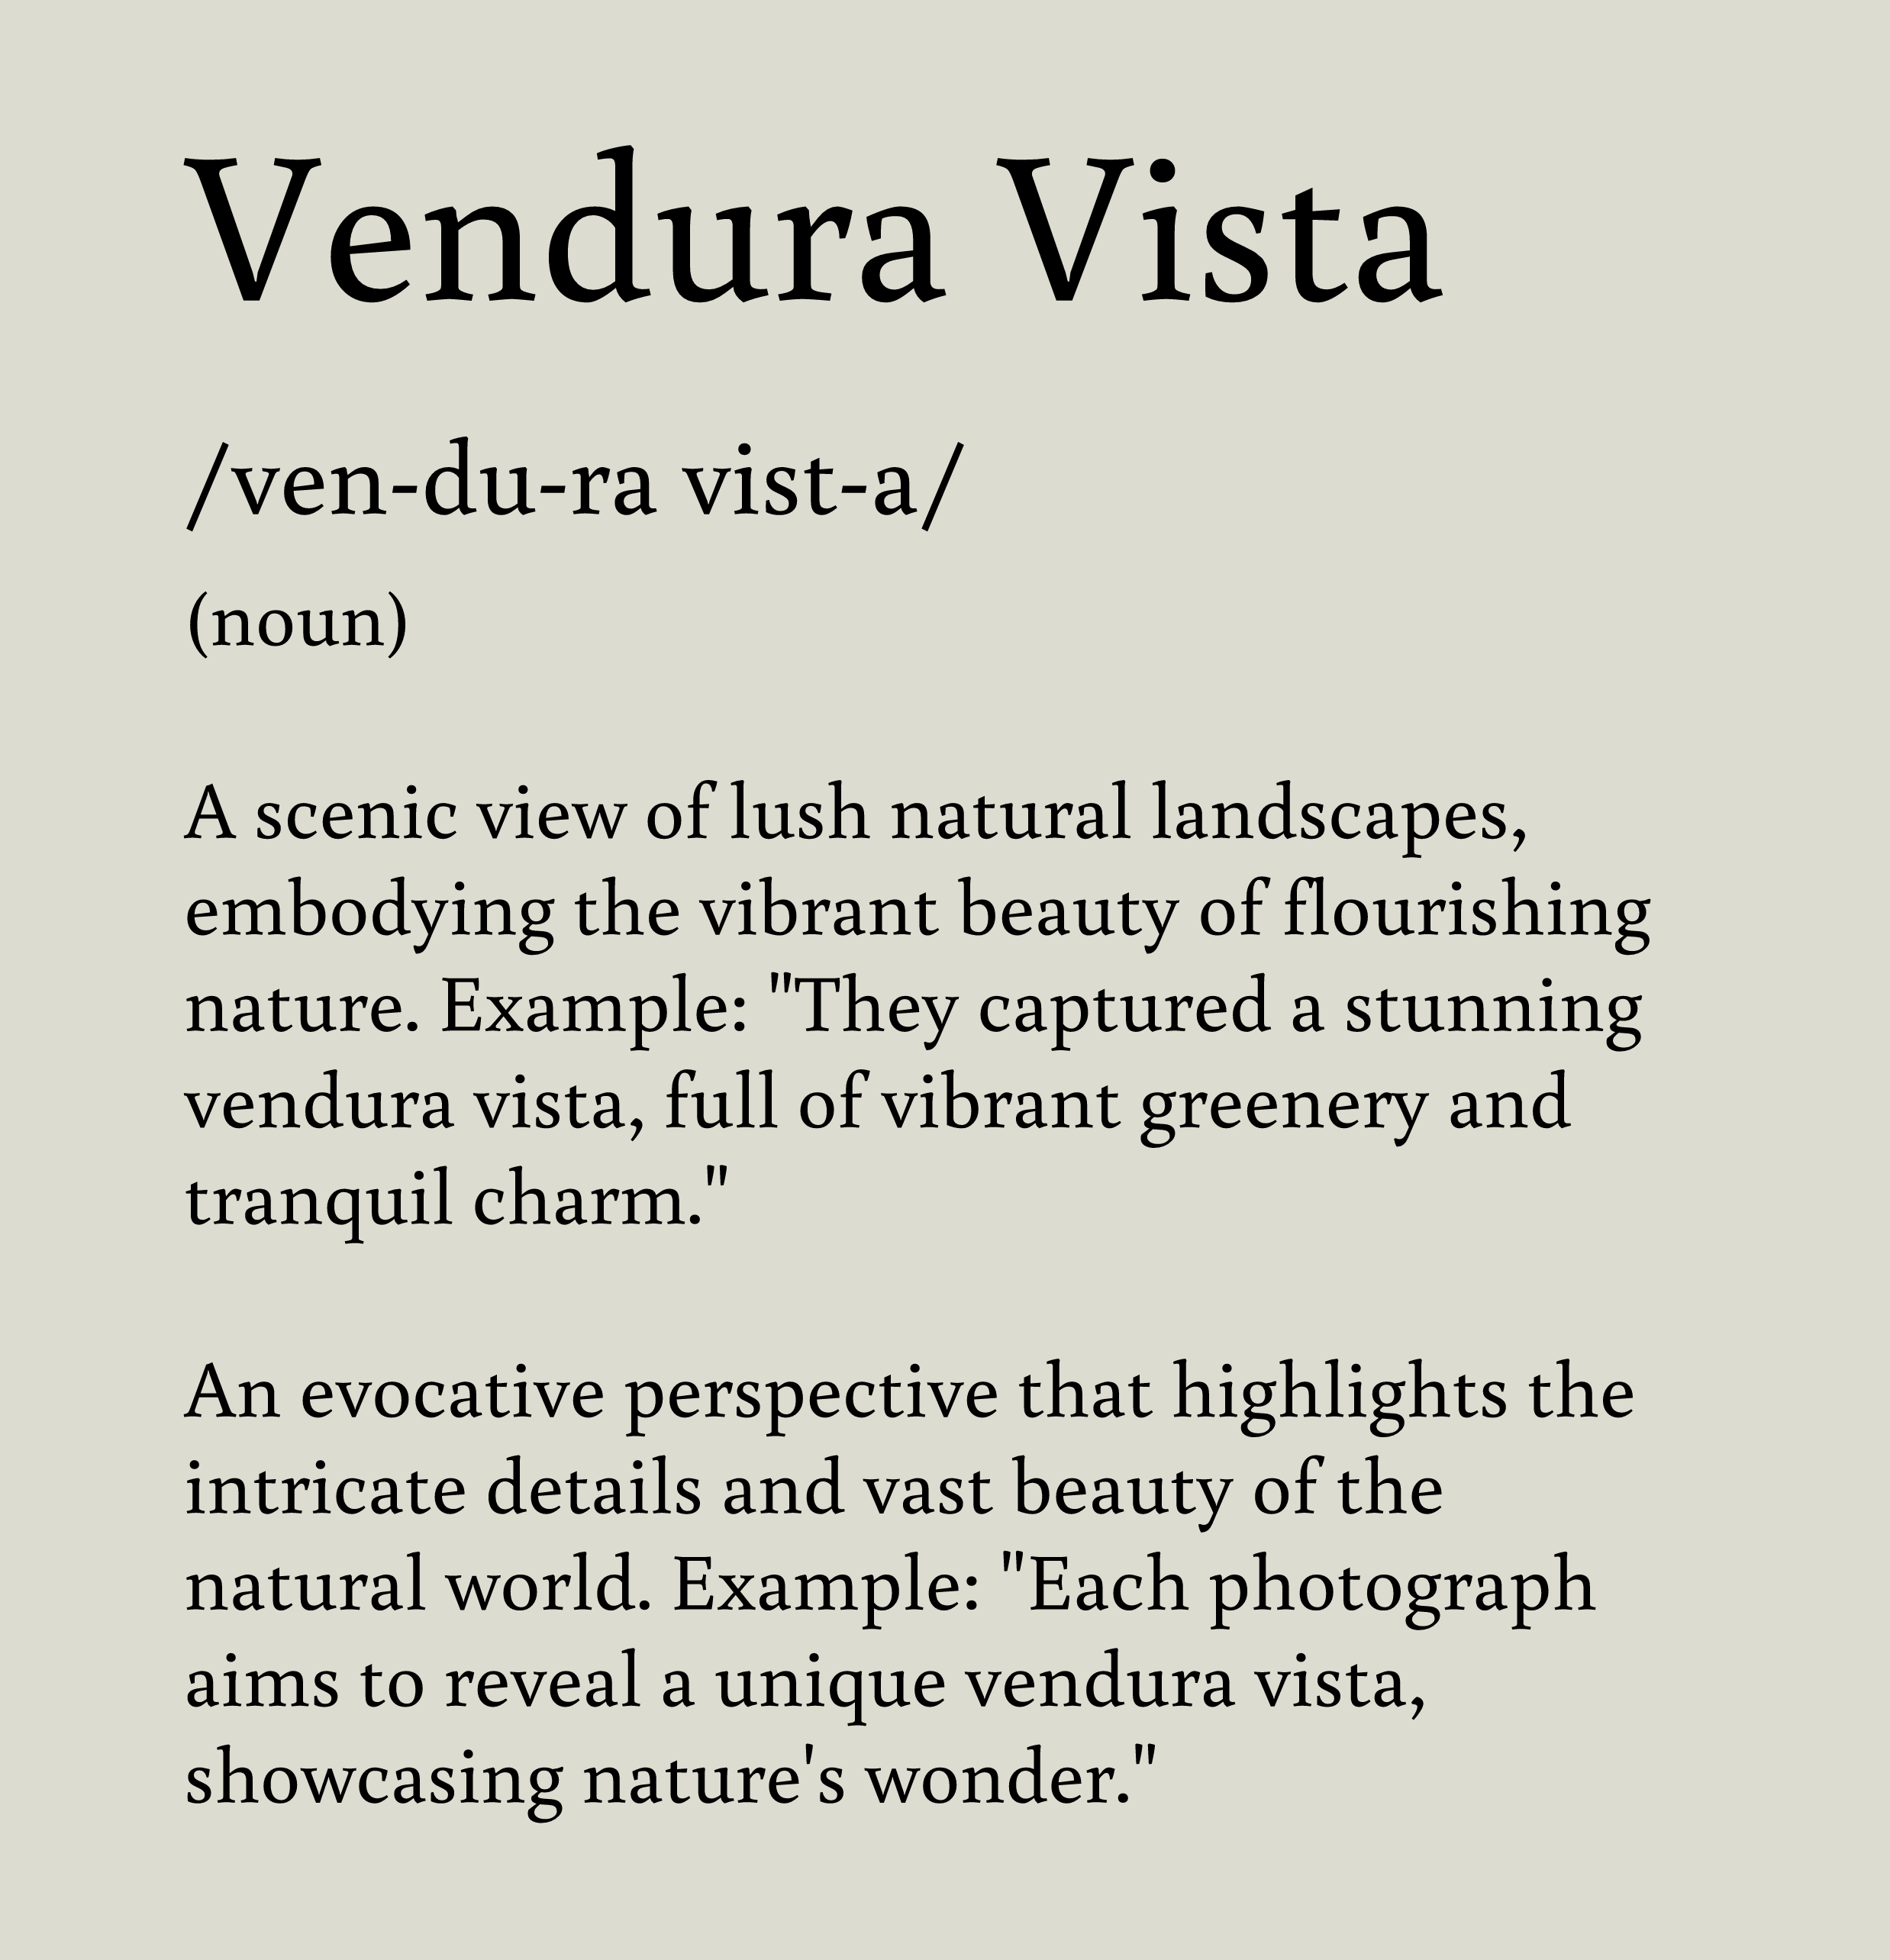 Vendura Vista
/ven-du-ra vist-a/
(noun)
A scenic view of lush natural landscapes,
embodying the vibrant beauty of flourishing
nature. Example: "They captured a stunning
vendura vista, full of vibrant greenery and
tranquil charm."
An evocative perspective that highlights the
intricate details and vast beauty of the
natural world. Example: "Each photograph
aims to reveal a unique vendura vista,
showcasing nature's wonder."